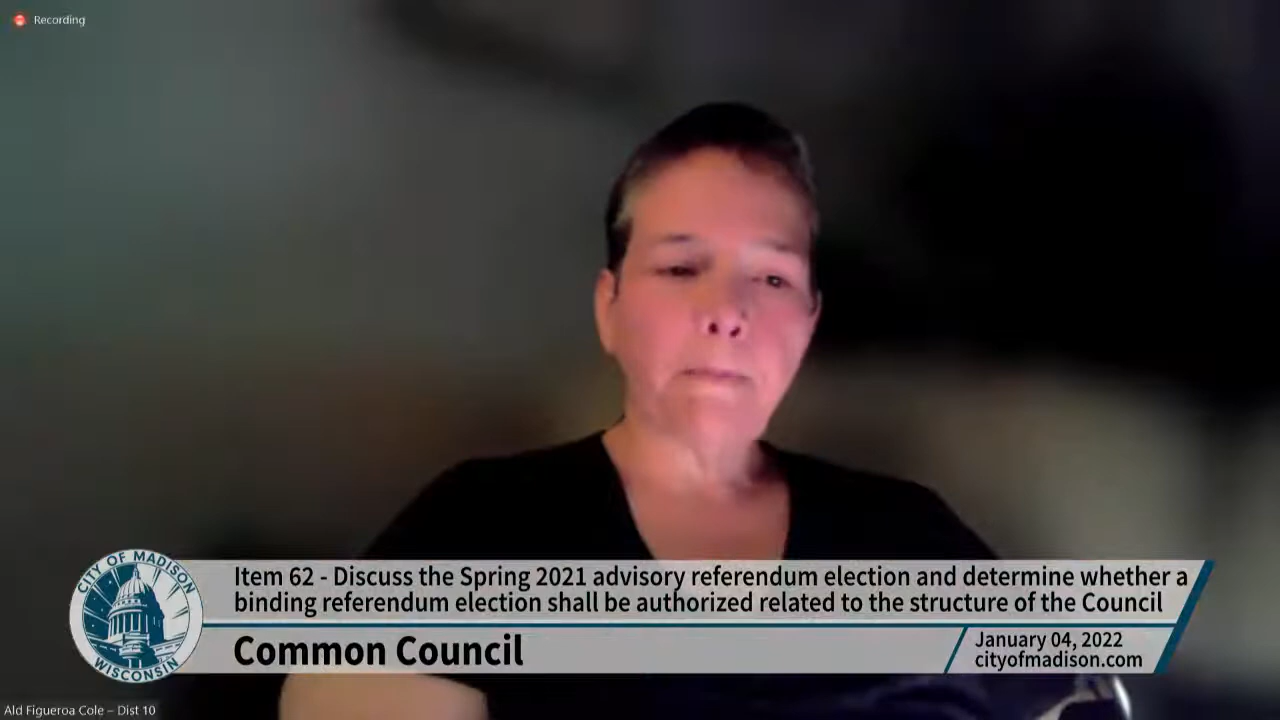 Recording
CITY OF MADISON
WISCONSIN
Item 62 - Discuss the Spring 2021 advisory referendum election and determine whether a
binding referendum election shall be authorized related to the structure of the Council
Common Council
January 04, 2022
cityofmadison.com
Ald Figueroa Cole – Dist 10